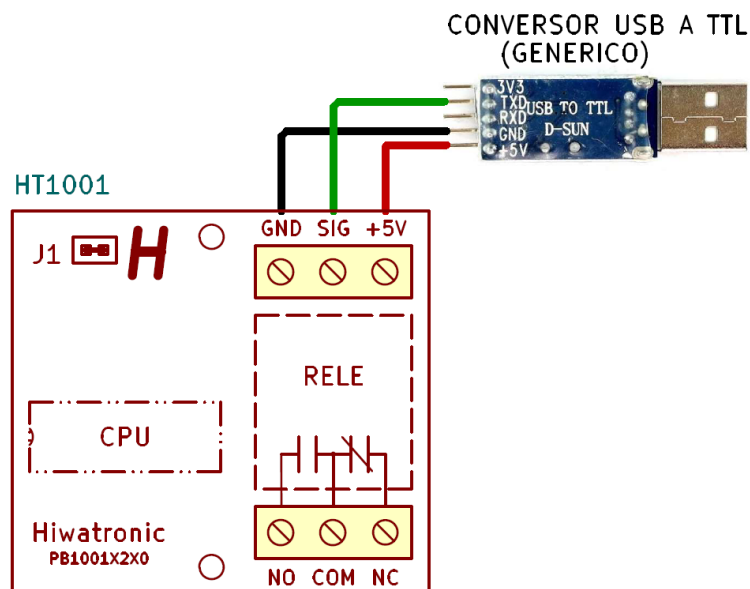 CONVERSOR USB A TTL
(GENERICO)
3V3
TXD
RXD
GND
+5V
USB TO TTL
D-SUN
HT1001
GND SIG +5V
J1 H
RELE
CPU
Hiwatronic
PB1001X2X0
NO COM NC